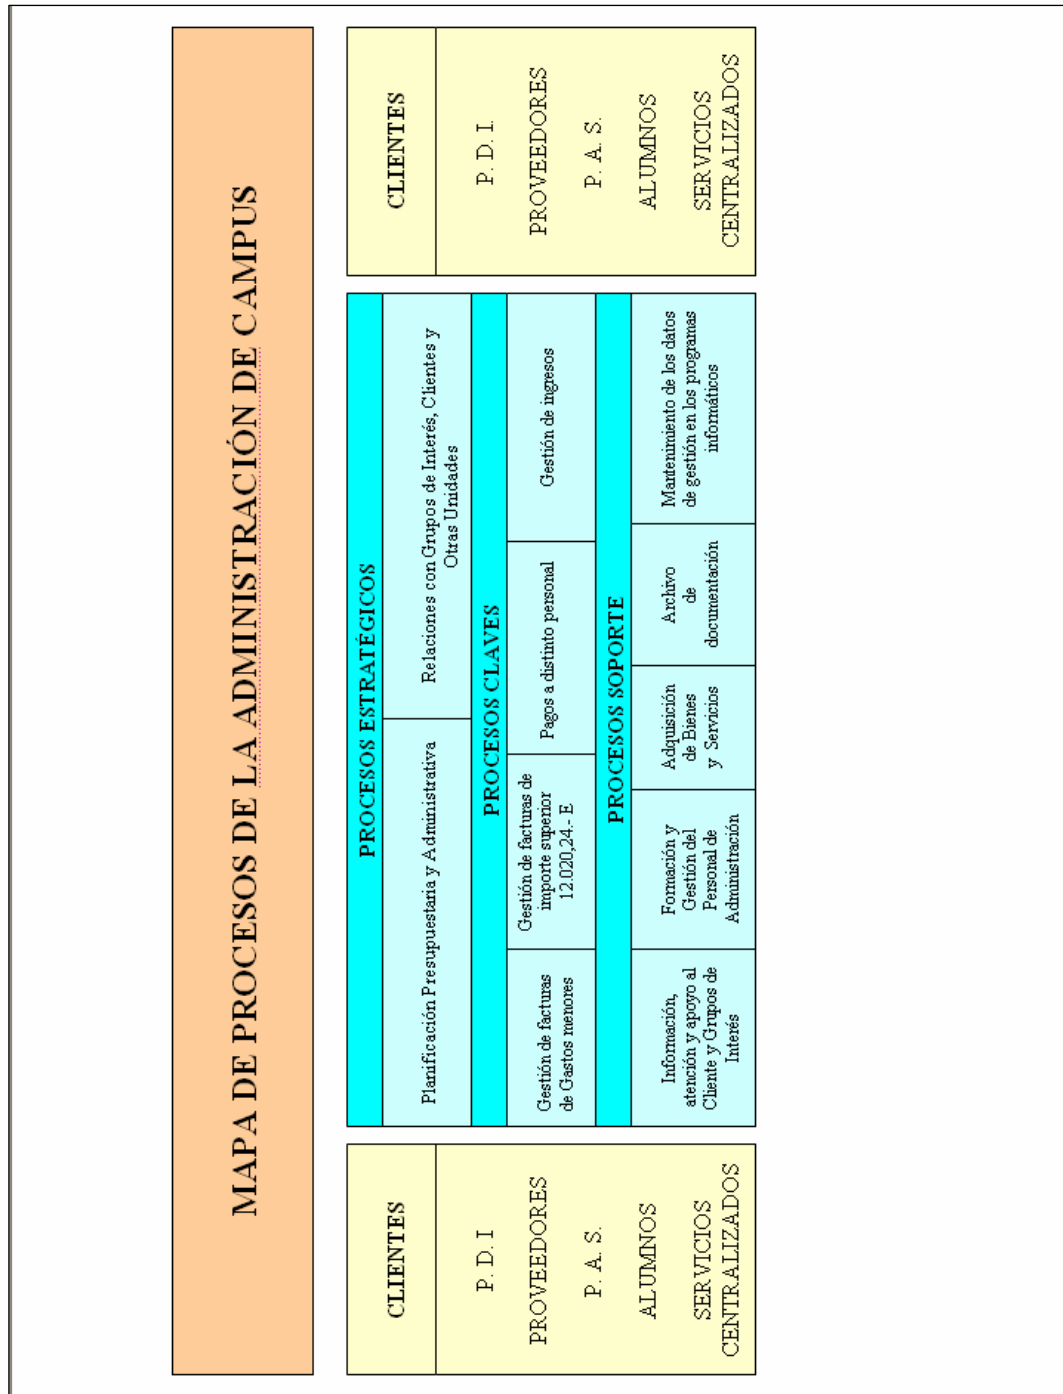 MAPA DE PROCESOS DE LA ADMINISTRACIÓN DE CAMPUS
CLIENTES
P. D. I
PROVEEDORES
P. A. S.
ALUMNOS
SERVICIOS
CENTRALIZADOS
PROCESOS ESTRATÉGICOS
Planificación Presupuestaria y Administrativa
Relaciones con Grupos de Interés, Clientes y
Otras Unidades
PROCESOS CLAVES
Gestión de facturas
de Gastos menores
Gestión de facturas de
importe superior
12.020,24.- E
Pagos a distinto personal
Gestión de ingresos
PROCESOS SOPORTE
Información,
atención y apoyo al
Cliente y Grupos de
Interés
Formación y
Gestión del
Personal de
Administración
Adquisición
de Bienes
y Servicios
Archivo
de
documentación
Mantenimiento de los datos
de gestión en los programas
informáticos
CLIENTES
P. D. I.
PROVEEDORES
P. A. S.
ALUMNOS
SERVICIOS
CENTRALIZADOS